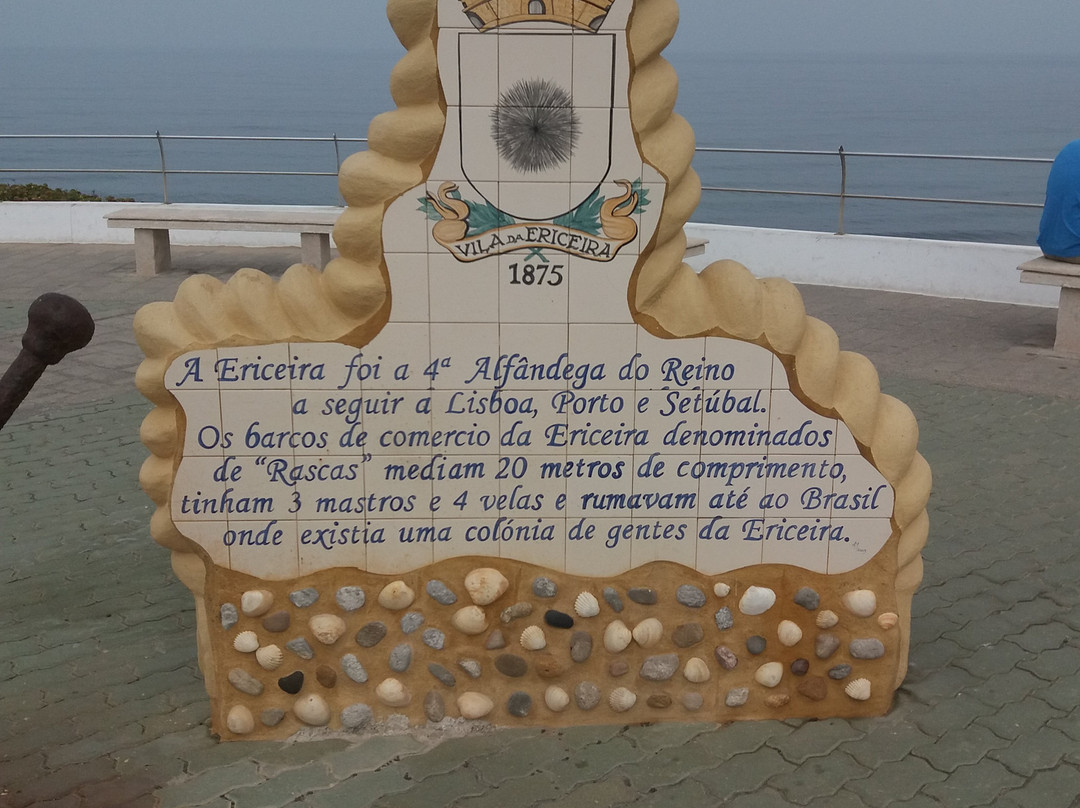 VILA DA ERICEIRA
1875
A Ericeira foi a 4ª Alfândega do Reino
a seguir a Lisboa, Porto e Setúbal.
Os barcos de comercio da Ericeira denominados
de “Rascas” mediam 20 metros de comprimento,
tinham 3 mastros e 4 velas e rumavam até ao Brasil
onde existia uma colónia de gentes da Ericeira.